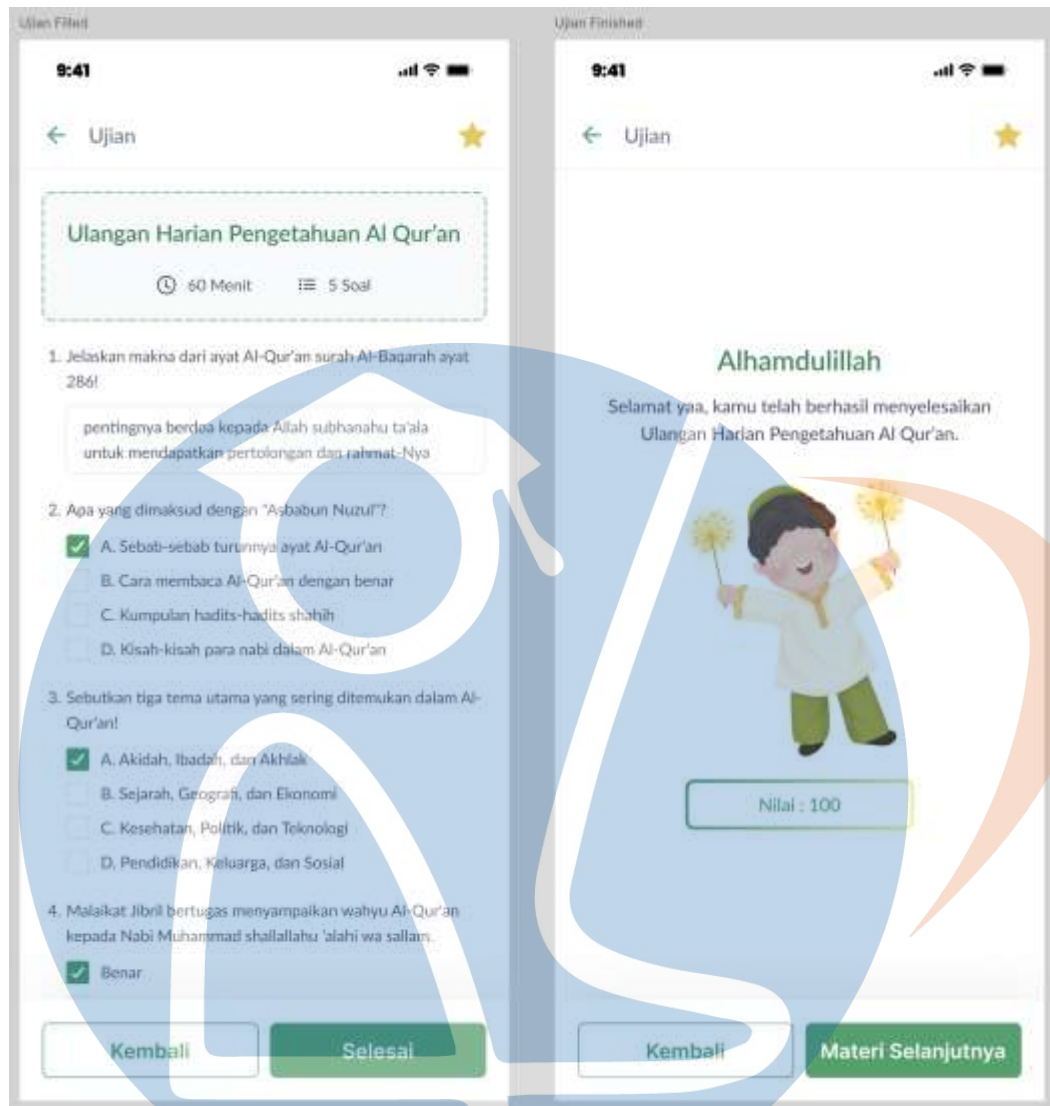 Ujian Filled
9:41
Ujian
Ulangan Harian Pengetahuan Al Qur'an
60 Menit
5 Soal
1. Jelaskan makna dari ayat Al-Qur'an surah Al-Baqarah ayat
286!
pentingnya berdoa kepada Allah subhanahu ta'ala
untuk mendapatkan pertolongan dan rahmat-Nya
2. Apa yang dimaksud dengan "Asbabun Nuzul"?
A. Sebab-sebab turunnya ayat Al-Qur'an
B. Cara membaca Al-Qur'an dengan benar
C. Kumpulan hadits-hadits shahih
D. Kisah-kisah para nabi dalam Al-Qur'an
3. Sebutkan tiga tema utama yang sering ditemukan dalam Al-
Qur'an!
A. Akidah, Ibadah, dan Akhlak
B. Sejarah, Geografi, dan Ekonomi
C. Kesehatan, Politik, dan Teknologi
D. Pendidikan, Keluarga, dan Sosial
4. Malaikat Jibril bertugas menyampaikan wahyu Al-Qur'an
kepada Nabi Muhammad shallallahu 'alahi wa sallam.
Benar
Kembali
Selesai
Ujian Finished
9:41
Ujian
Alhamdulillah
Selamat yaa, kamu telah berhasil menyelesaikan
Ulangan Harian Pengetahuan Al Qur'an.
Nilai : 100
Kembali
Materi Selanjutnya